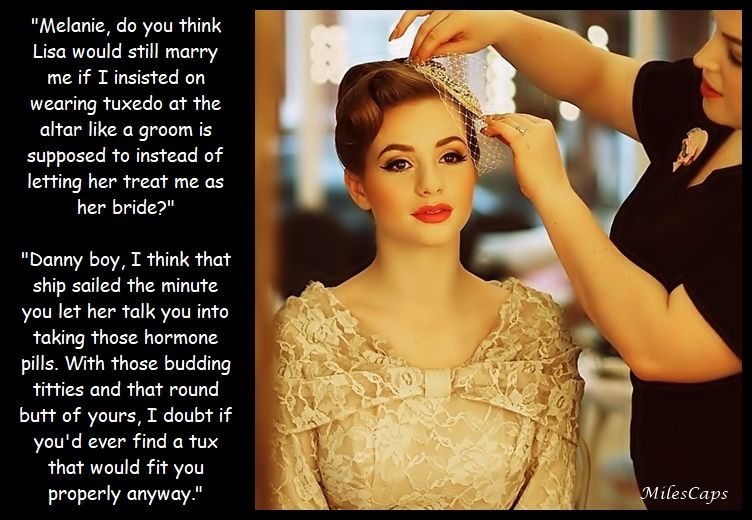 "Melanie, do you think
Lisa would still marry
me if I insisted on
wearing tuxedo at the
altar like a groom is
supposed to instead of
letting her treat me as
her bride?"
"Danny boy, I think that
ship sailed the minute
you let her talk you into
taking those hormone
pills. With those budding
titties and that round
butt of yours, I doubt if
you'd ever find a tux
that would fit you
properly anyway."
MilesCaps